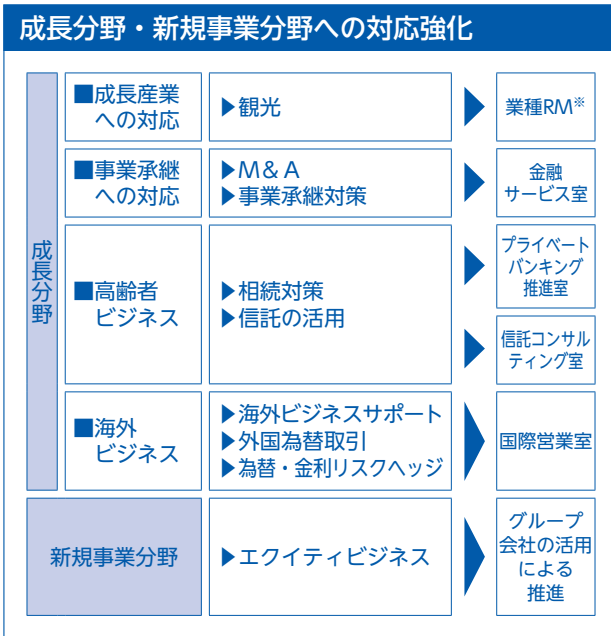 成長分野・新規事業分野への対応強化
成長分野
■成長産業
への対応
▶観光
業種RM※
■事業承継
への対応
▶M&A
▶事業承継対策
金融
サービス室
■高齢者
ビジネス
▶相続対策
▶信託の活用
プライベート
バンキング
推進室
信託コンサル
ティング室
■海外
ビジネス
▶海外ビジネスサポート
▶外国為替取引
▶為替・金利リスクヘッジ
国際営業室
新規事業分野
▶エクイティビジネス
グループ
会社の活用
による
推進